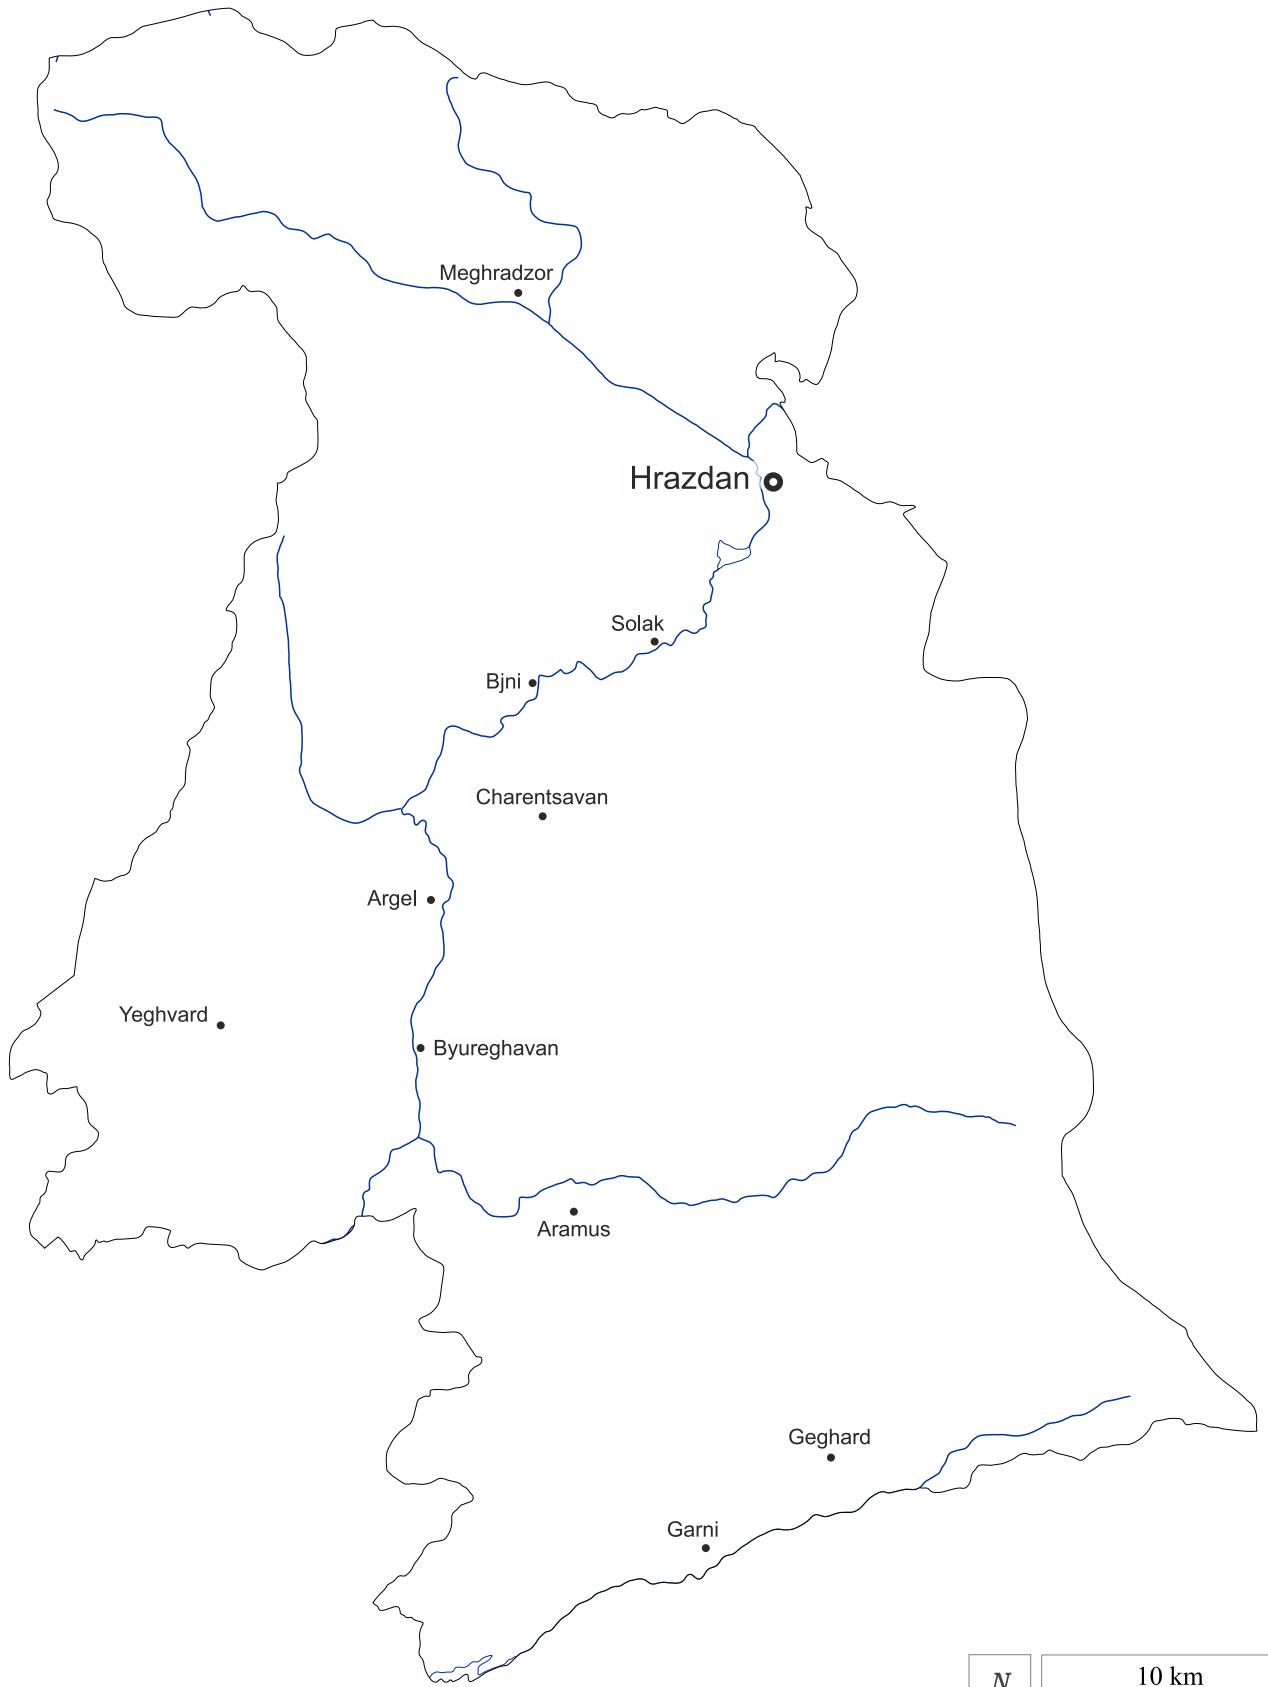 Meghradzor
Hrazdan
Solak
Bjni
Charentsavan
Argel
Yeghvard
Byureghavan
Aramus
Geghard
Garni
N
10 km